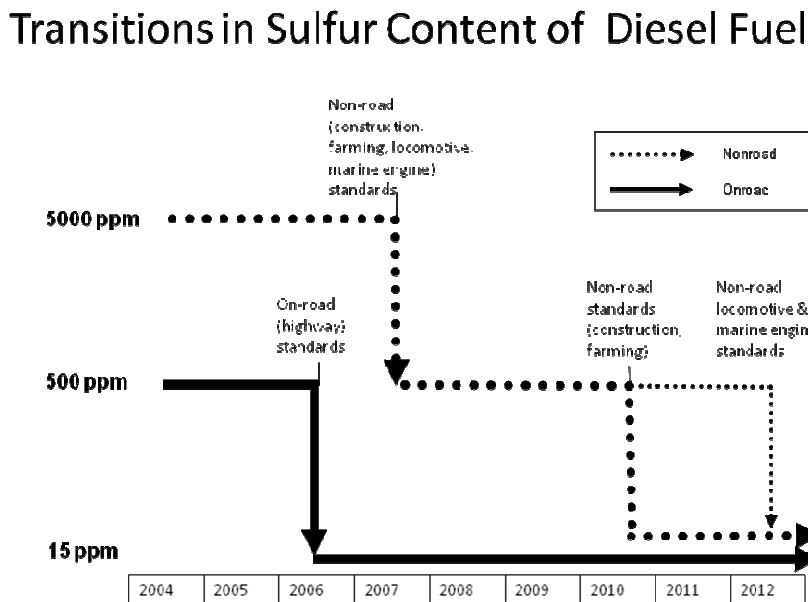 Transitions in Sulfur Content of Diesel Fuel
Non-road
(construction,
farming, locomotive,
marine engine)
standards
Nonroad
Onroad
5000 ppm
On-road
(highway)
standards
Non-road
standards
(construction,
farming)
Non-road
locomotive &
marine engin
standards
500 ppm
15 ppm
2004 2005 2006 2007 2008 2009 2010 2011 2012